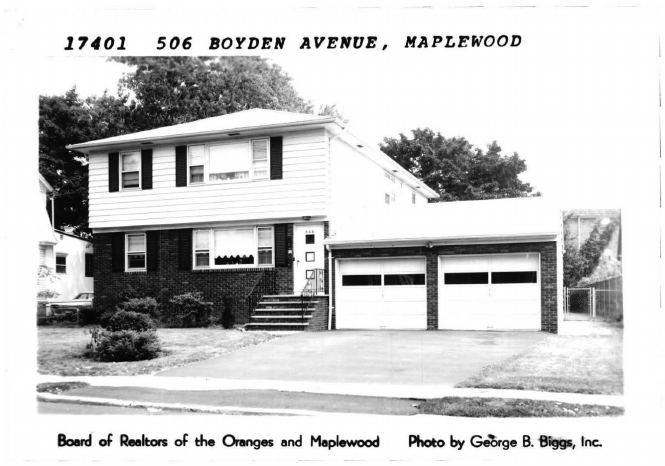 17401 506 BOYDEN AVENUE, MAPLEWOOD
Board of Realtors of the Oranges and Maplewood Photo by George B. Biggs, Inc.